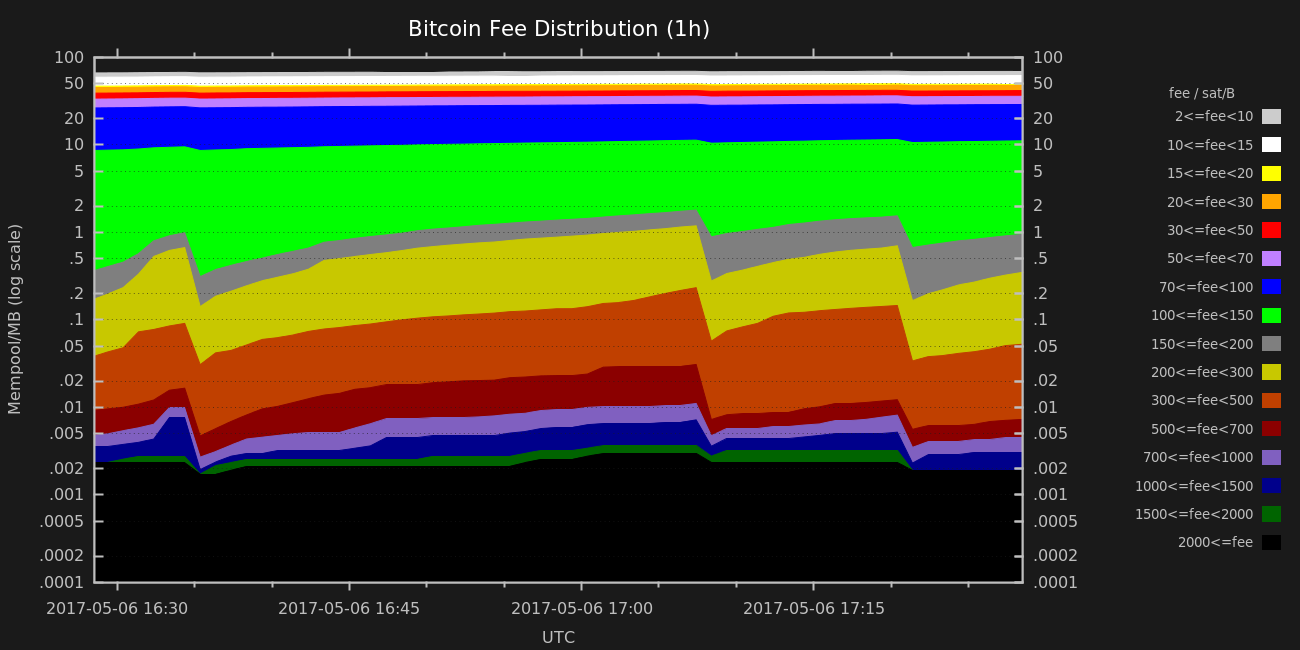 Bitcoin Fee Distribution (1h)
100 100
50 50
20 20
10 10
5 5
2 2
1 1
.5 .5
.2 .2
.1 .1
.05 .05
.02 .02
.01 .01
.005 .005
.002 .002
.001 .001
.0005 .0005
.0002 .0002
.0001 .0001
Mempool/MB (log scale)
2017-05-06 16:30 2017-05-06 16:45 2017-05-06 17:00 2017-05-06 17:15
UTC
fee / sat/B
2<=fee<10
10<=fee<15
15<=fee<20
20<=fee<30
30<=fee<50
50<=fee<70
70<=fee<100
100<=fee<150
150<=fee<200
200<=fee<300
300<=fee<500
500<=fee<700
700<=fee<1000
1000<=fee<1500
1500<=fee<2000
2000<=fee